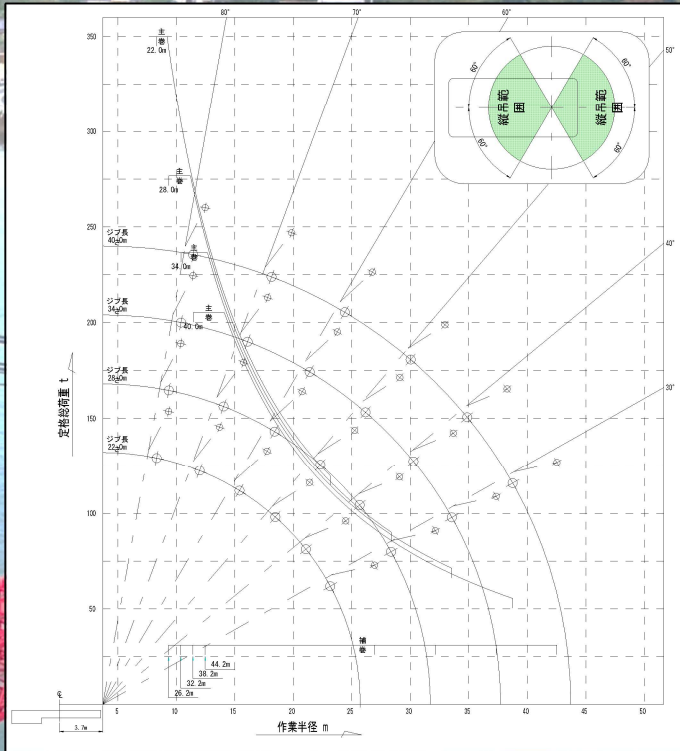 80°
70°
60°
50°
40°
30°
350
300
250
200
150
100
50
定格総荷重 t
主巻
22.0m
主巻
28.0m
主巻
34.0m
主巻
40.0m
ジブ長
40.0m
ジブ長
34.0m
ジブ長
28.0m
ジブ長
22.0m
60°
60°
60°
60°
縦吊範囲
縦吊範囲
補巻
44.2m
38.2m
32.2m
26.2m
3.7m
5
10
15
20
25
30
35
40
45
50
作業半径 m